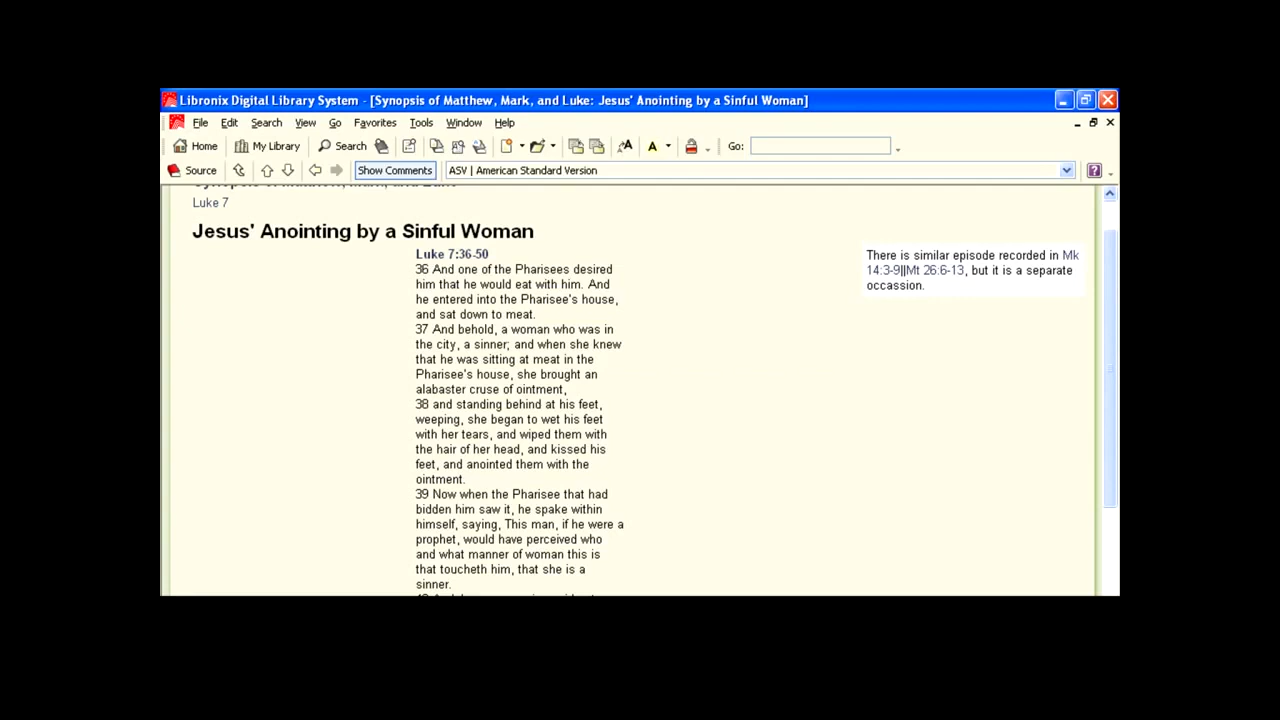 Libronix Digital Library System - [Synopsis of Matthew, Mark, and Luke: Jesus' Anointing by a Sinful Woman]
File Edit Search View Go Favorites Tools Window Help
Home My Library Search Go:
Source Show Comments ASV | American Standard Version
Synopsis of Matthew, Mark, and Luke
Luke 7
Jesus' Anointing by a Sinful Woman
Luke 7:36-50
36 And one of the Pharisees desired
him that he would eat with him. And
he entered into the Pharisee's house,
and sat down to meat.
37 And behold, a woman who was in
the city, a sinner; and when she knew
that he was sitting at meat in the
Pharisee's house, she brought an
alabaster cruse of ointment,
38 and standing behind at his feet,
weeping, she began to wet his feet
with her tears, and wiped them with
the hair of her head, and kissed his
feet, and anointed them with the
ointment.
39 Now when the Pharisee that had
bidden him saw it, he spake within
himself, saying, This man, if he were a
prophet, would have perceived who
and what manner of woman this is
that toucheth him, that she is a
sinner.
There is similar episode recorded in Mk
14:3-9||Mt 26:6-13, but it is a separate
occassion.